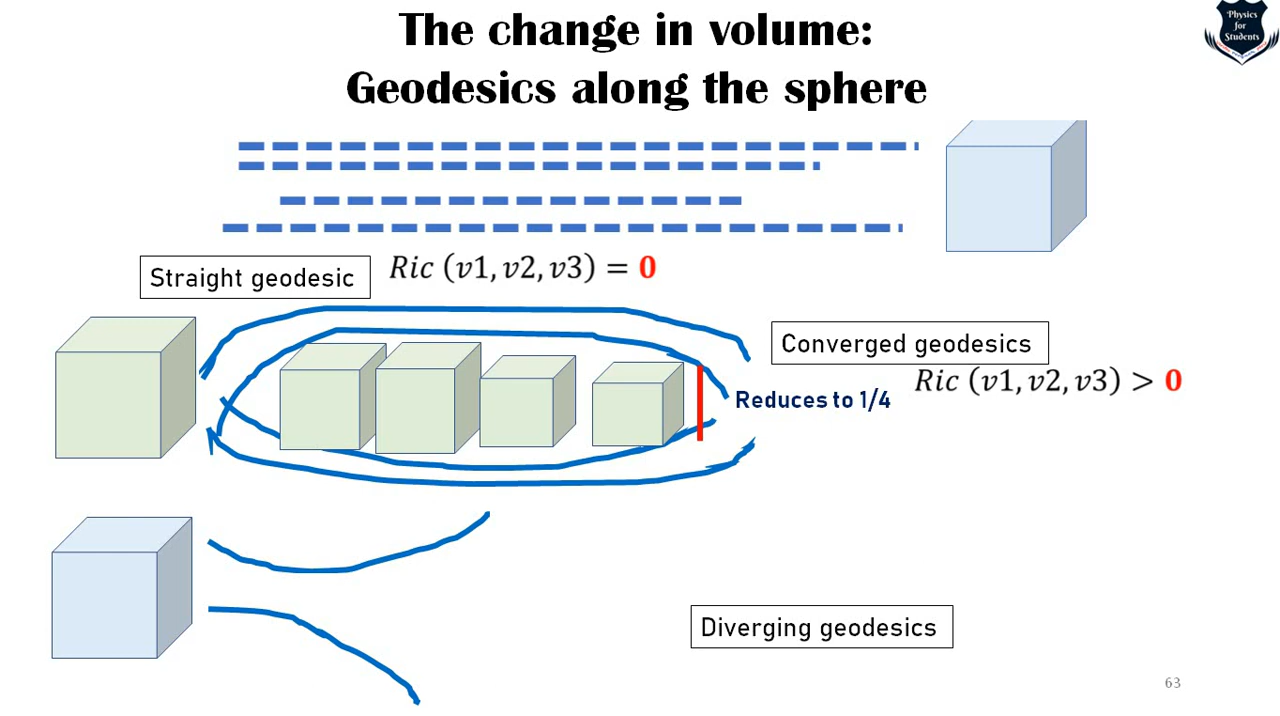 The change in volume:
Geodesics along the sphere
Physics
for
Students
Straight geodesic
Ric (v1, v2, v3) = 0
Converged geodesics
Ric (v1, v2, v3) > 0
Reduces to 1/4
Diverging geodesics
63